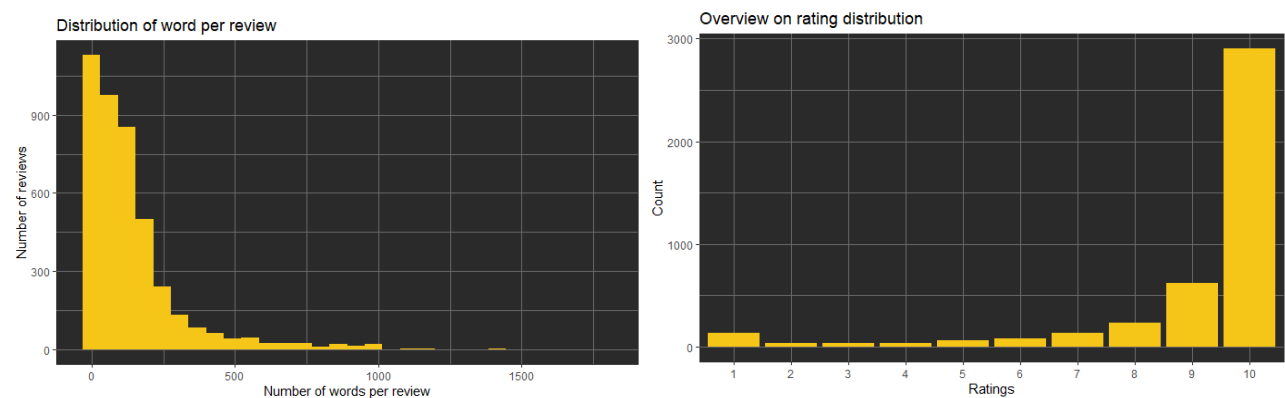 Distribution of word per review
Number of reviews
900
600
300
0
0 500 1000 1500
Number of words per review
Overview on rating distribution
Count
3000
2000
1000
0
1 2 3 4 5 6 7 8 9 10
Ratings